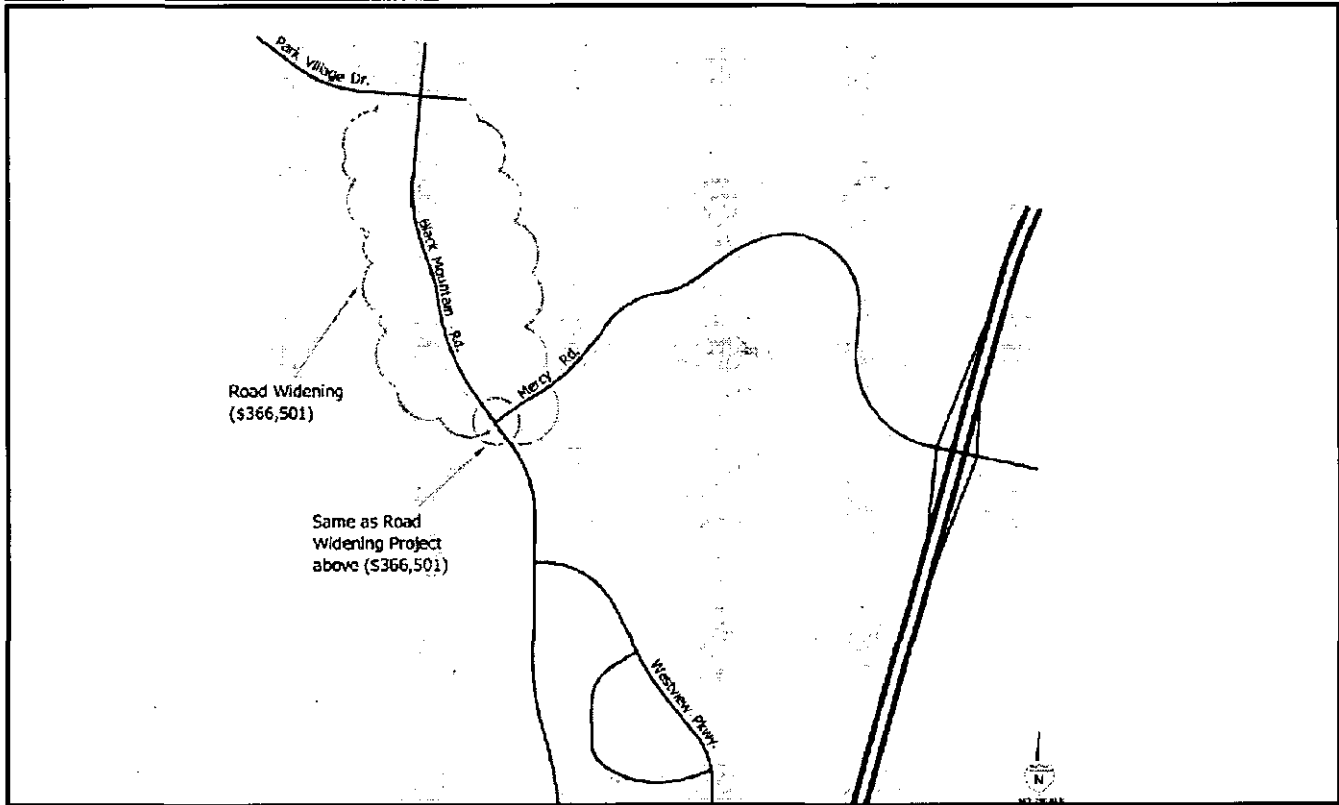 Park Village Dr.
Black Mountain Rd.
Mercy Rd.
Road Widening
($366,501)
Same as Road
Widening Project
above ($366,501)
Westview Pkwy.
N